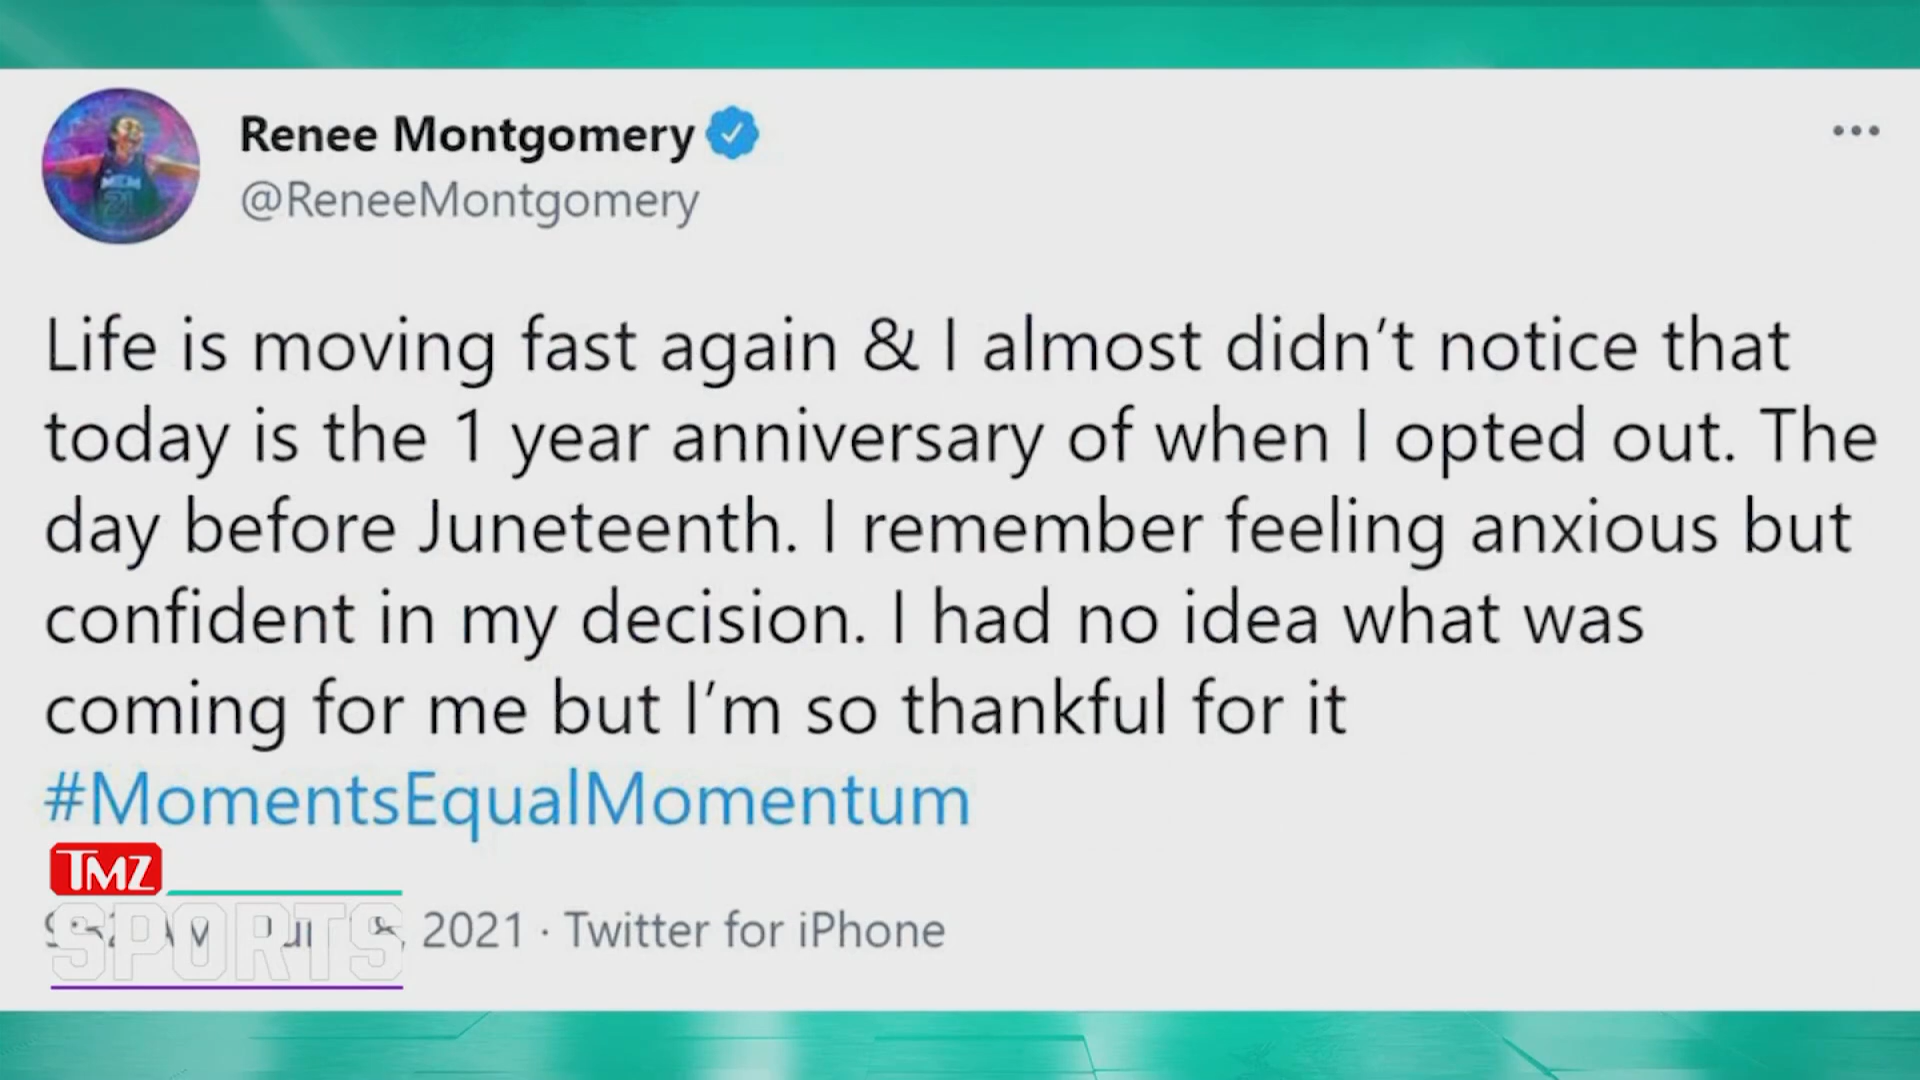 Renee Montgomery
@ReneeMontgomery
Life is moving fast again & I almost didn't notice that
today is the 1 year anniversary of when I opted out. The
day before Juneteenth. I remember feeling anxious but
confident in my decision. I had no idea what was
coming for me but I'm so thankful for it
#MomentsEqualMomentum
TMZ
SPORTS
2021 · Twitter for iPhone